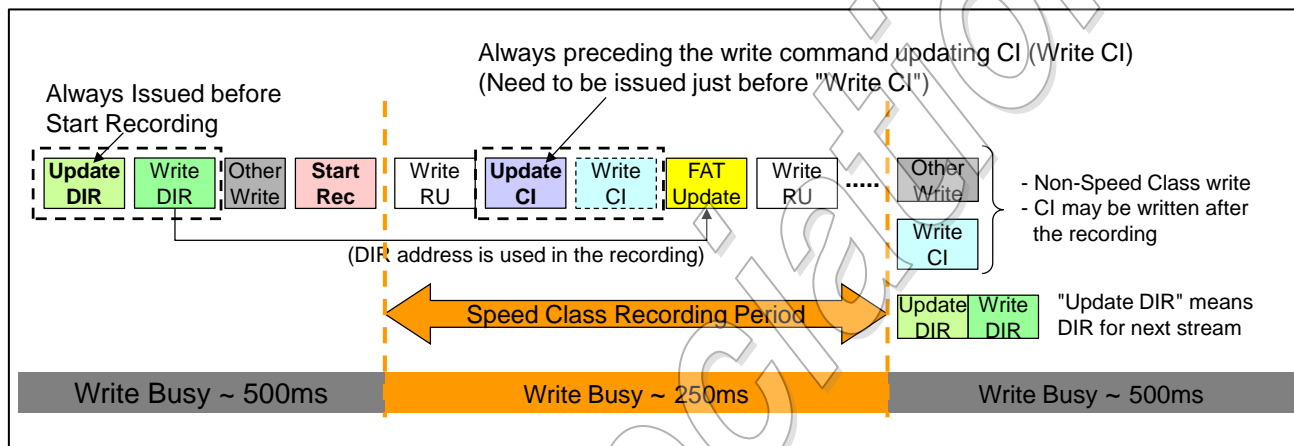 Always preceding the write command updating CI (Write CI)
(Need to be issued just before "Write CI")
Always Issued before
Start Recording
Update
DIR
Write
DIR
Other
Write
Start
Rec
Write
RU
Update
CI
Write
CI
FAT
Update
Write
RU
.....
Other
Write
Write
CI
- Non-Speed Class write
- CI may be written after
the recording
(DIR address is used in the recording)
Speed Class Recording Period
Update
DIR
Write
DIR
"Update DIR" means
DIR for next stream
Write Busy ~ 500ms
Write Busy ~ 250ms
Write Busy ~ 500ms
ociation